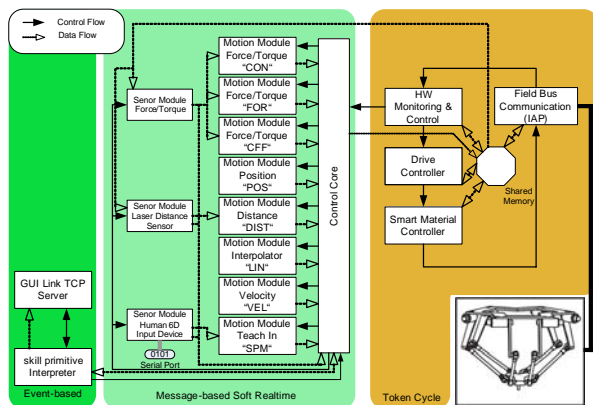 Control Flow
Data Flow
Senor Module
Force/Torque
Senor Module
Laser Distance
Sensor
Senor Module
Human 6D
Input Device
0101
Serial Port
Motion Module
Force/Torque
"CON"
Motion Module
Force/Torque
"FOR"
Motion Module
Force/Torque
"CFF"
Motion Module
Position
"POS"
Motion Module
Distance
"DIST"
Motion Module
Interpolator
"LIN"
Motion Module
Velocity
"VEL"
Motion Module
Teach In
"SPM"
Control Core
HW
Monitoring &
Control
Drive
Controller
Smart Material
Controller
Field Bus
Communication
(IAP)
Shared
Memory
GUI Link TCP
Server
skill primitive
Interpreter
Event-based
Message-based Soft Realtime
Token Cycle